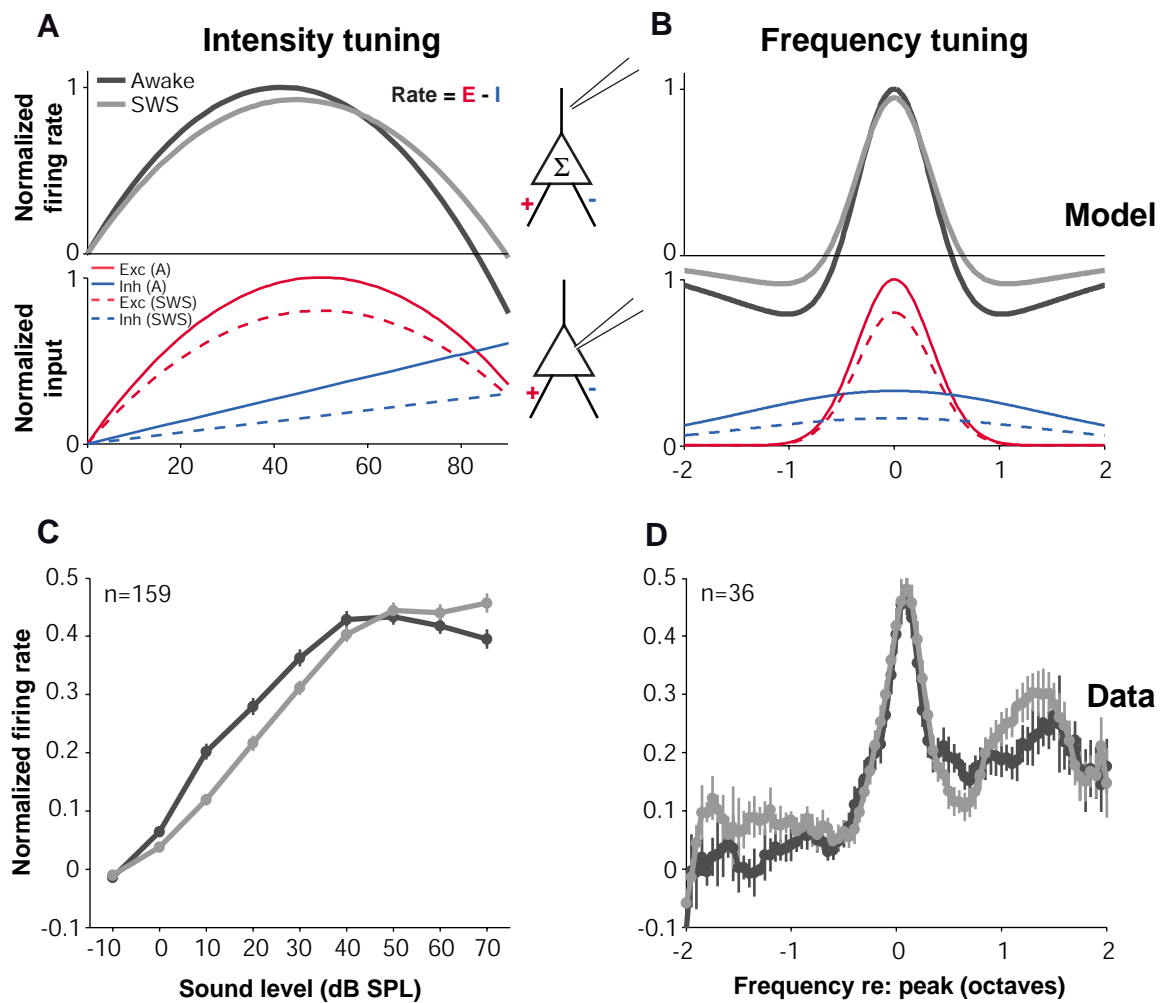 A
Intensity tuning
Awake
SWS
Rate = E - I
Normalized
firing rate
1
0
Σ
+
-
Exc (A)
Inh (A)
Exc (SWS)
Inh (SWS)
Normalized
input
1
0
0 20 40 60 80
+
-
B
Frequency tuning
Model
1
0
1
0
-2 -1 0 1 2
C
n=159
Normalized firing rate
0.5
0.4
0.3
0.2
0.1
0
-0.1
-10 0 10 20 30 40 50 60 70
Sound level (dB SPL)
D
n=36
Data
0.5
0.4
0.3
0.2
0.1
0
-0.1
-2 -1 0 1 2
Frequency re: peak (octaves)